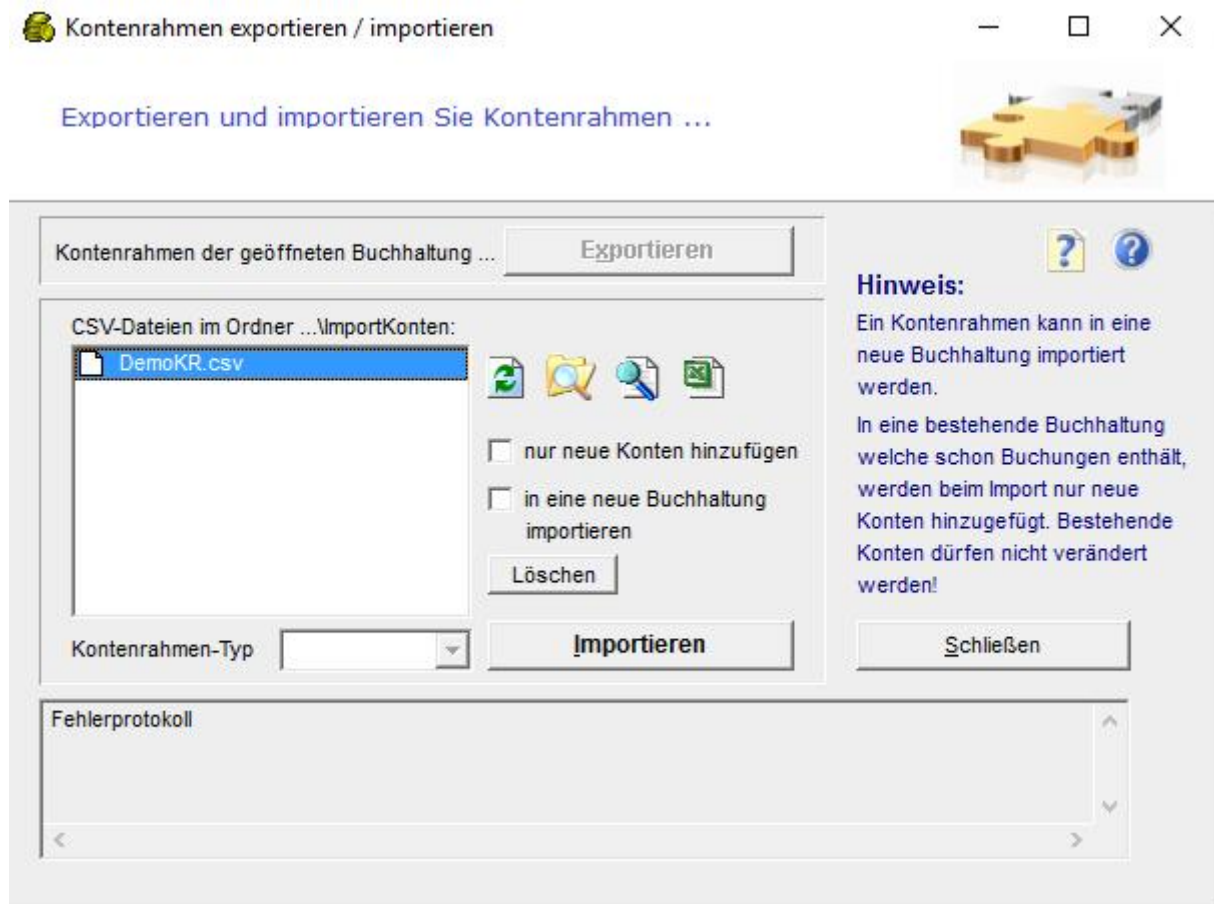 Kontenrahmen exportieren / importieren
Exportieren und importieren Sie Kontenrahmen ...
Kontenrahmen der geöffneten Buchhaltung ...
Exportieren
CSV-Dateien im Ordner ...\ImportKonten:
DemoKR.csv
nur neue Konten hinzufügen
in eine neue Buchhaltung
importieren
Löschen
Kontenrahmen-Typ
Importieren
Hinweis:
Ein Kontenrahmen kann in eine
neue Buchhaltung importiert
werden.
In eine bestehende Buchhaltung
welche schon Buchungen enthält,
werden beim Import nur neue
Konten hinzugefügt. Bestehende
Konten dürfen nicht verändert
werden!
Schließen
Fehlerprotokoll